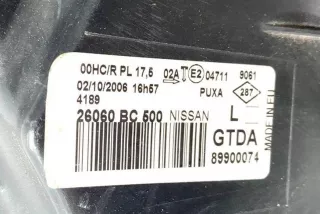 00HC/R PL 17,5 02A E2 04711 9061
02/10/2006 16h57 PUXA 287
4189
26060 BC 500 NISSAN L
GTDA
89900074
MADE IN EU